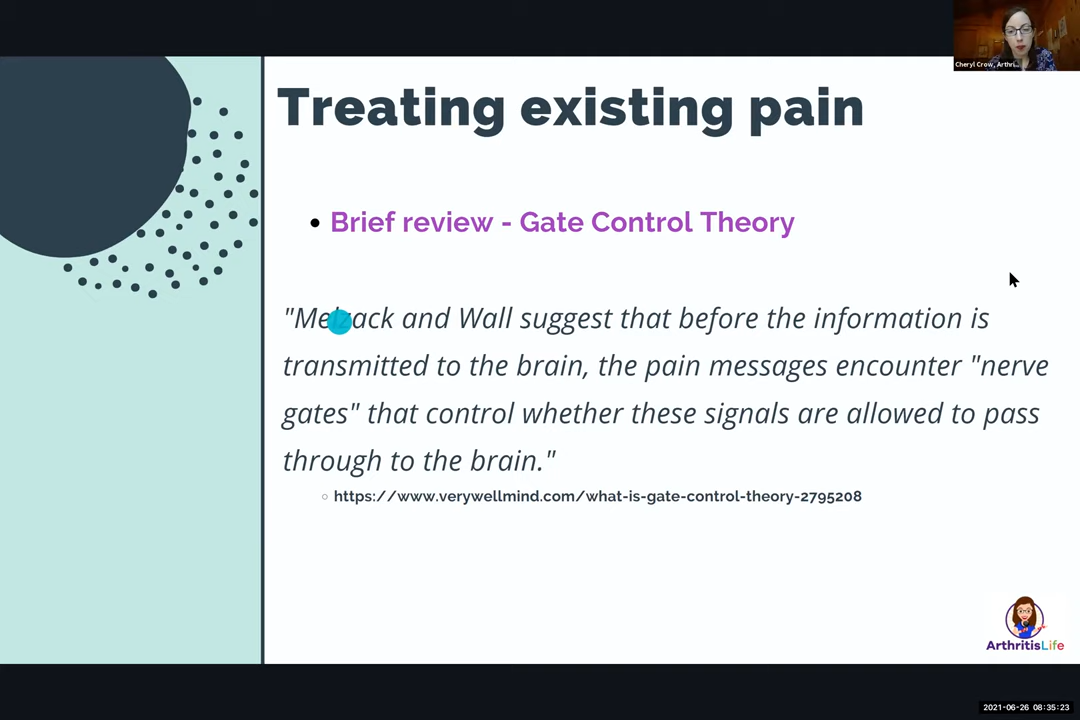 Cheryl Crow, Arthri...
Treating existing pain
Brief review - Gate Control Theory
"Melzack and Wall suggest that before the information is
transmitted to the brain, the pain messages encounter "nerve
gates" that control whether these signals are allowed to pass
through to the brain."
https://www.verywellmind.com/what-is-gate-control-theory-2795208
ArthritisLife
2021-06-26 08:35:23